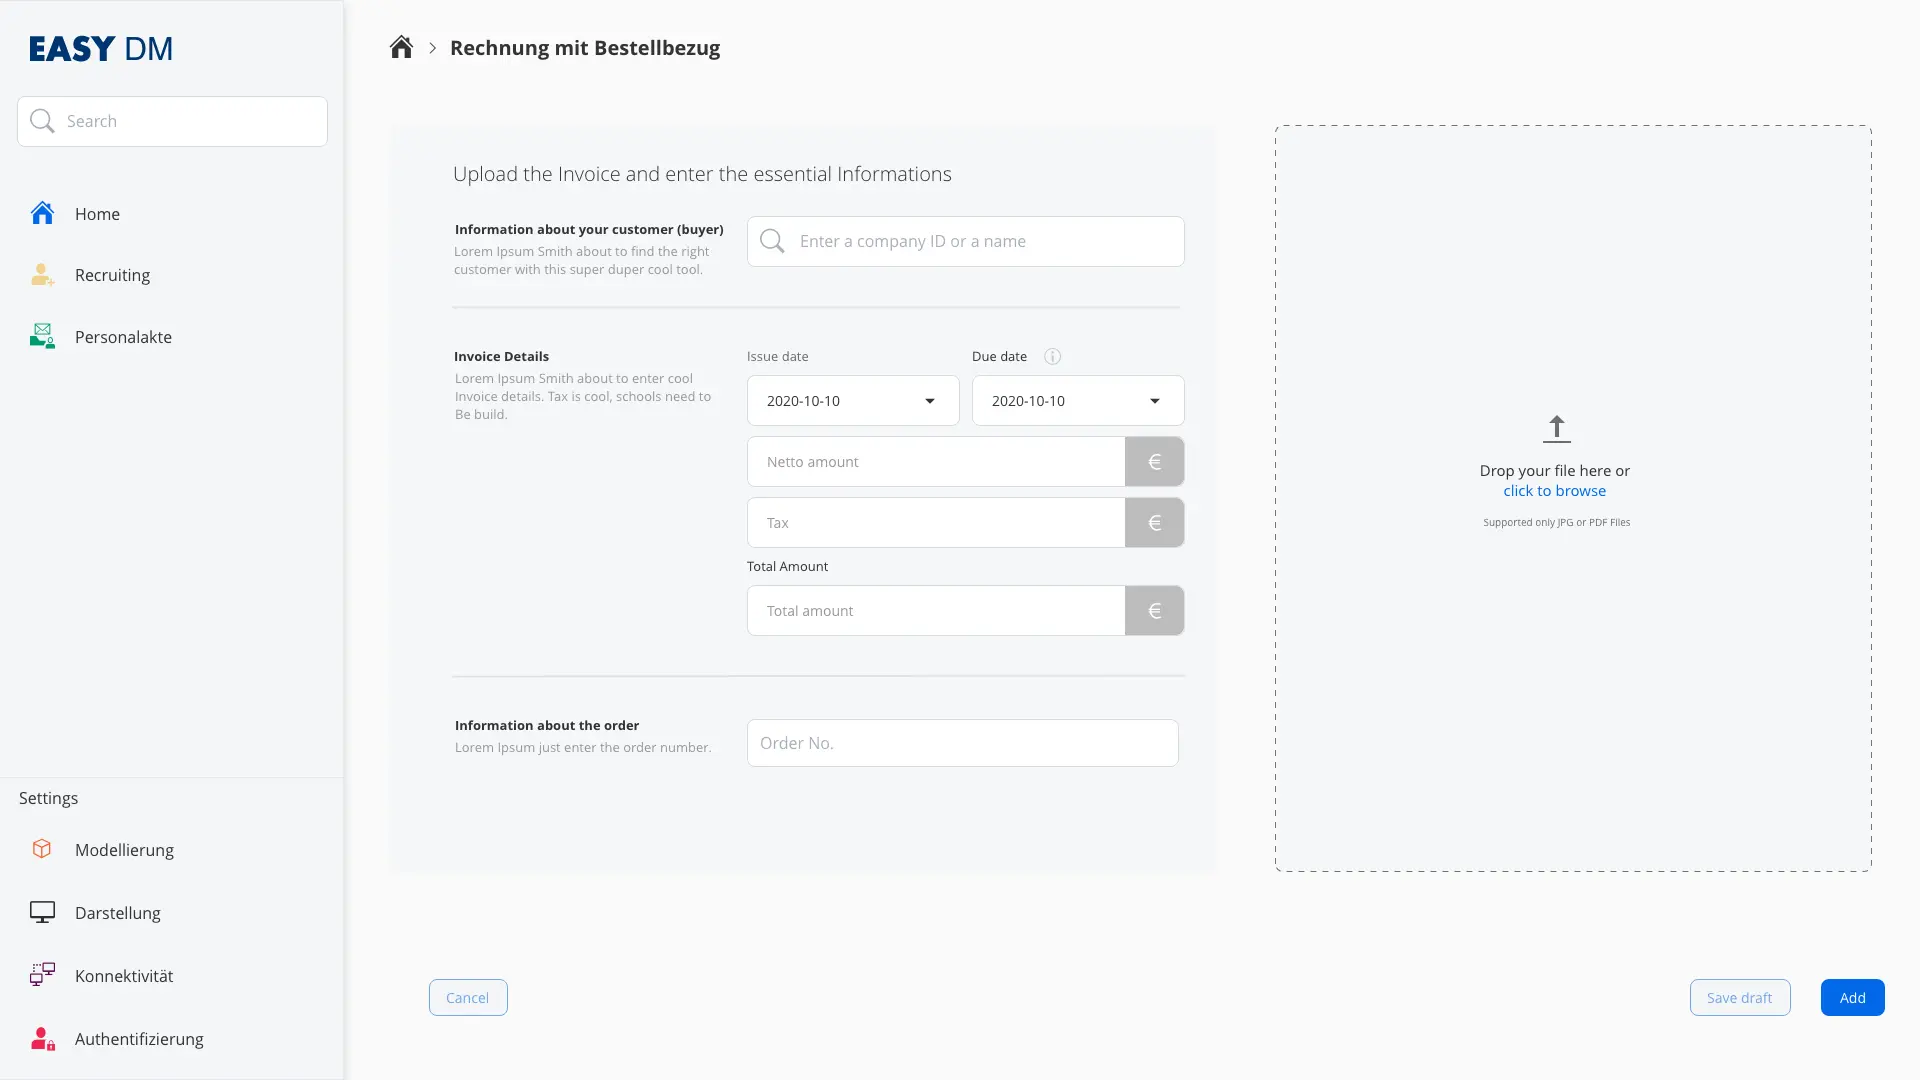 EASY DM
Search
Home
Recruiting
Personalakte
Settings
Modellierung
Darstellung
Konnektivität
Authentifizierung
Rechnung mit Bestellbezug
Upload the Invoice and enter the essential Informations
Information about your customer (buyer)
Lorem Ipsum Smith about to find the right
customer with this super duper cool tool.
Enter a company ID or a name
Invoice Details
Lorem Ipsum Smith about to enter cool
Invoice details. Tax is cool, schools need to
Be build.
Issue date
Due date
2020-10-10
2020-10-10
Netto amount €
Tax €
Total Amount
Total amount €
Information about the order
Lorem Ipsum just enter the order number.
Order No.
Drop your file here or
click to browse
Supported only JPG or PDF Files
Cancel
Save draft
Add